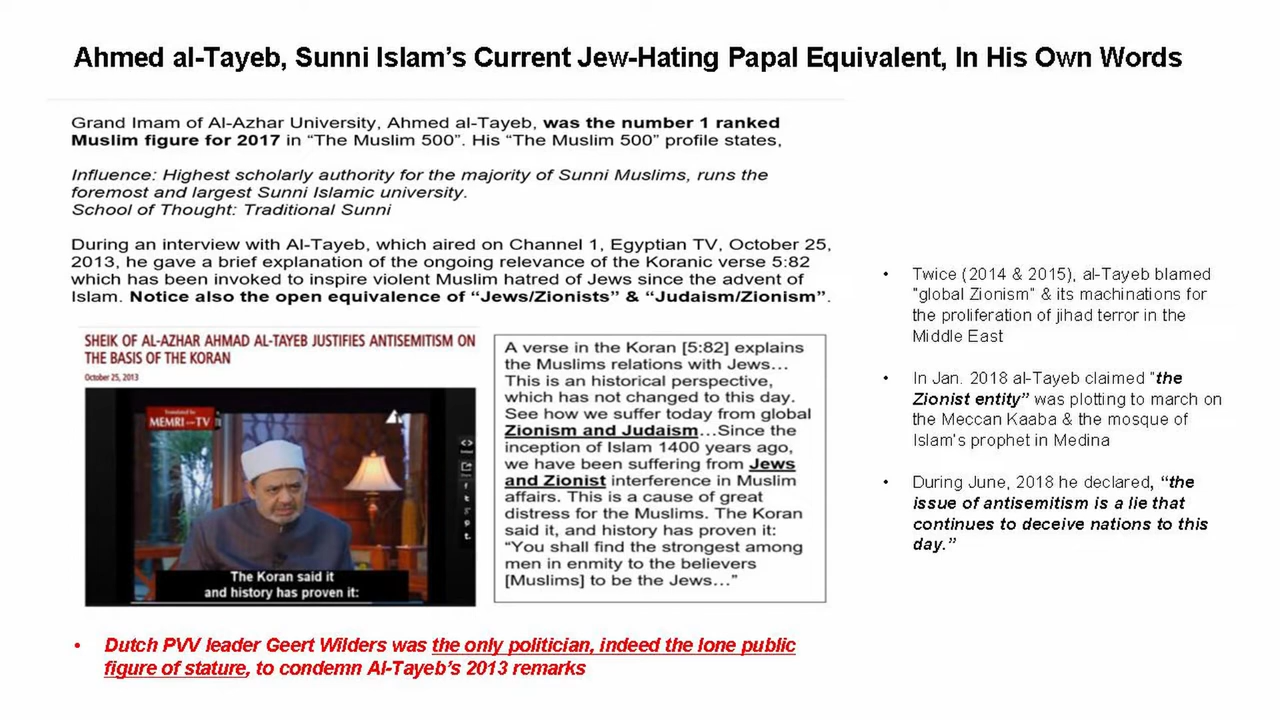 Ahmed al-Tayeb, Sunni Islam's Current Jew-Hating Papal Equivalent, In His Own Words
Grand Imam of Al-Azhar University, Ahmed al-Tayeb, was the number 1 ranked
Muslim figure for 2017 in "The Muslim 500". His "The Muslim 500" profile states,
Influence: Highest scholarly authority for the majority of Sunni Muslims, runs the
foremost and largest Sunni Islamic university.
School of Thought: Traditional Sunni
During an interview with Al-Tayeb, which aired on Channel 1, Egyptian TV, October 25,
2013, he gave a brief explanation of the ongoing relevance of the Koranic verse 5:82
which has been invoked to inspire violent Muslim hatred of Jews since the advent of
Islam. Notice also the open equivalence of "Jews/Zionists" & "Judaism/Zionism".
SHEIK OF AL-AZHAR AHMAD AL-TAYEB JUSTIFIES ANTISEMITISM ON
THE BASIS OF THE KORAN
October 25, 2013
Translated by
MEMRI TV
The Koran said it
and history has proven it:
A verse in the Koran [5:82] explains
the Muslims relations with Jews…
This is an historical perspective,
which has not changed to this day.
See how we suffer today from global
Zionism and Judaism…Since the
inception of Islam 1400 years ago,
we have been suffering from Jews
and Zionist interference in Muslim
affairs. This is a cause of great
distress for the Muslims. The Koran
said it, and history has proven it:
"You shall find the strongest among
men in enmity to the believers
[Muslims] to be the Jews…"
• Twice (2014 & 2015), al-Tayeb blamed
"global Zionism" & its machinations for
the proliferation of jihad terror in the
Middle East
• In Jan. 2018 al-Tayeb claimed "the
Zionist entity" was plotting to march on
the Meccan Kaaba & the mosque of
Islam's prophet in Medina
• During June, 2018 he declared, "the
issue of antisemitism is a lie that
continues to deceive nations to this
day."
• Dutch PVV leader Geert Wilders was the only politician, indeed the lone public
figure of stature, to condemn Al-Tayeb's 2013 remarks